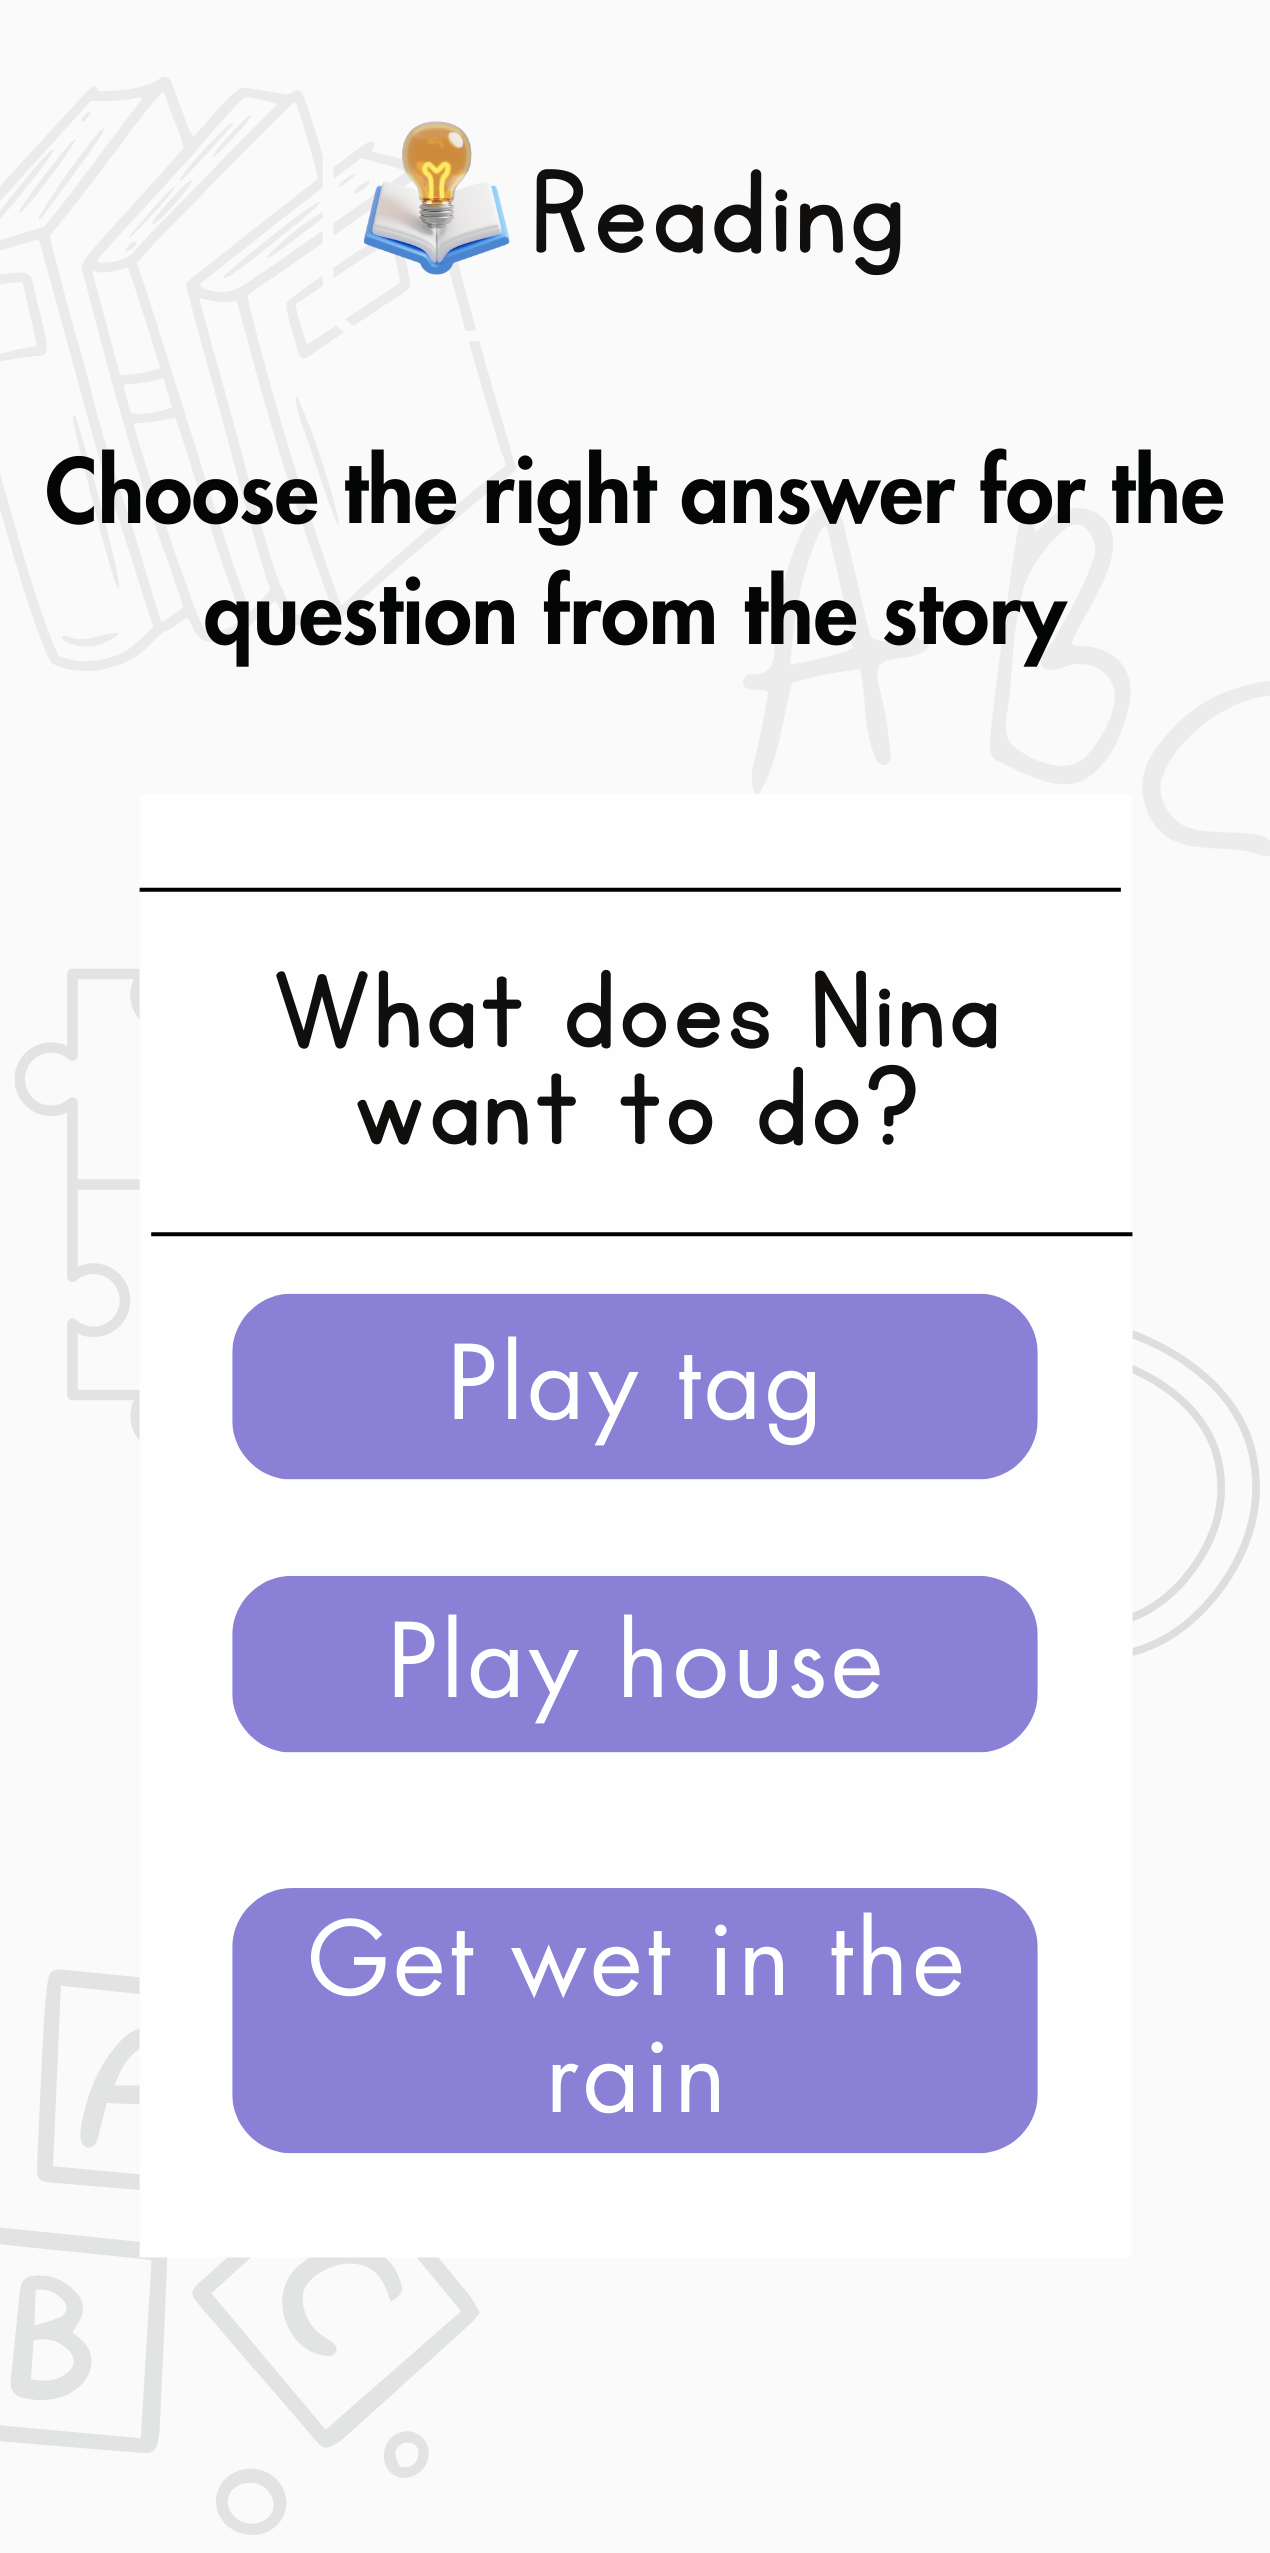 Reading
Choose the right answer for the
question from the story
What does Nina
want to do?
Play tag
Play house
Get wet in the
rain
A B
A
B
C